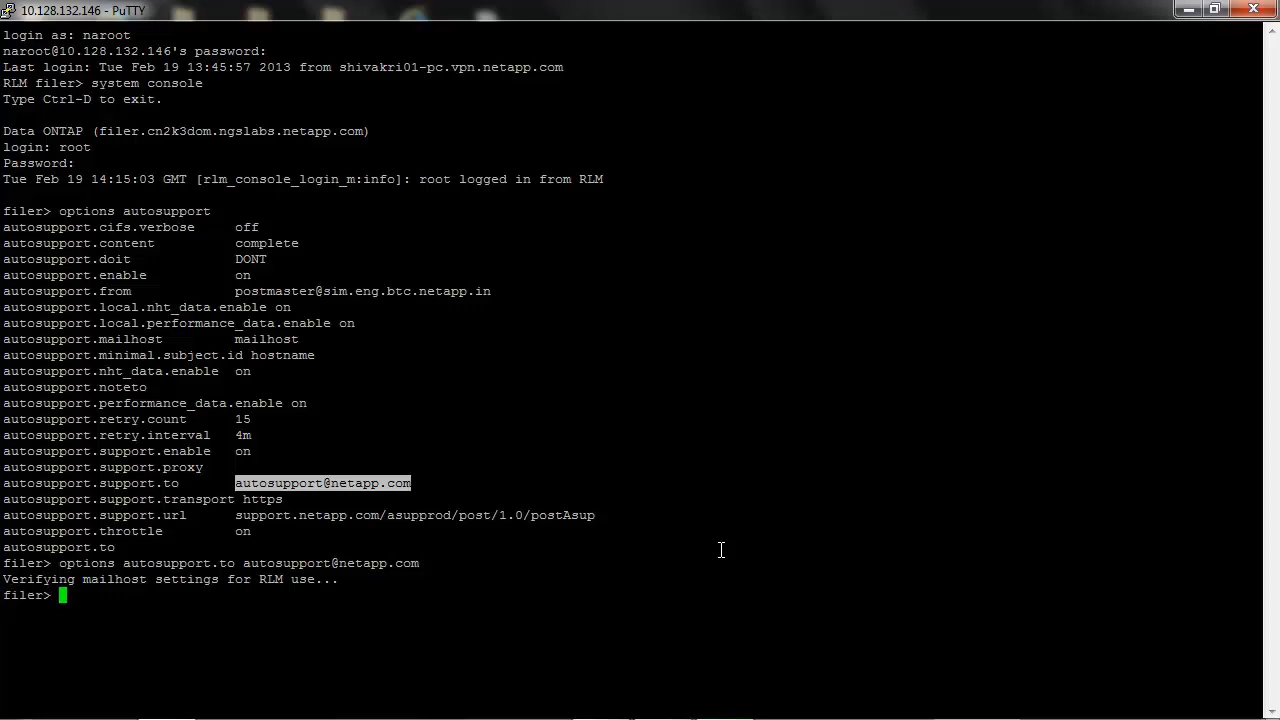 10.128.132.146 - PuTTY
login as: naroot
naroot@10.128.132.146's password:
Last login: Tue Feb 19 13:45:57 2013 from shivakri01-pc.vpn.netapp.com
RLM filer> system console
Type Ctrl-D to exit.
Data ONTAP (filer.cn2k3dom.ngslabs.netapp.com)
login: root
Password:
Tue Feb 19 14:15:03 GMT [rlm_console_login_m:info]: root logged in from RLM
filer> options autosupport
autosupport.cifs.verbose     off
autosupport.content          complete
autosupport.doit             DONT
autosupport.enable           on
autosupport.from             postmaster@sim.eng.btc.netapp.in
autosupport.local.nht_data.enable on
autosupport.local.performance_data.enable on
autosupport.mailhost         mailhost
autosupport.minimal.subject.id hostname
autosupport.nht_data.enable  on
autosupport.noteto
autosupport.performance_data.enable on
autosupport.retry.count      15
autosupport.retry.interval   4m
autosupport.support.enable   on
autosupport.support.proxy
autosupport.support.to       autosupport@netapp.com
autosupport.support.transport https
autosupport.support.url      support.netapp.com/asupprod/post/1.0/postAsup
autosupport.throttle         on
autosupport.to
filer> options autosupport.to autosupport@netapp.com
Verifying mailhost settings for RLM use...
filer>